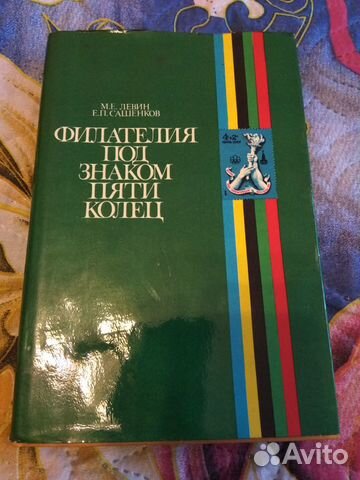 М.Е. ЛЕВИН
Е.П. САШЕНКОВ
ФИЛАТЕЛИЯ
ПОД
ЗНАКОМ
ПЯТИ
КОЛЕЦ
Avito